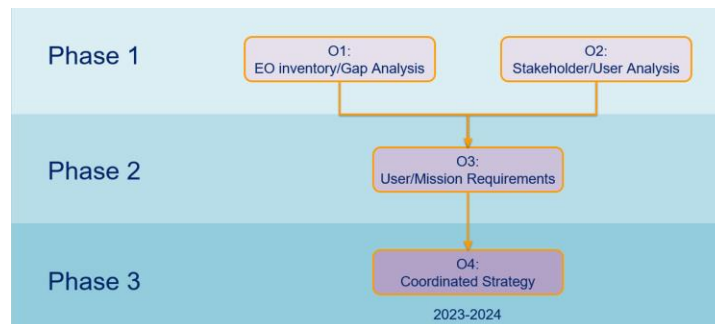 Phase 1
O1:
EO inventory/Gap Analysis
O2:
Stakeholder/User Analysis
Phase 2
O3:
User/Mission Requirements
Phase 3
O4:
Coordinated Strategy
2023-2024